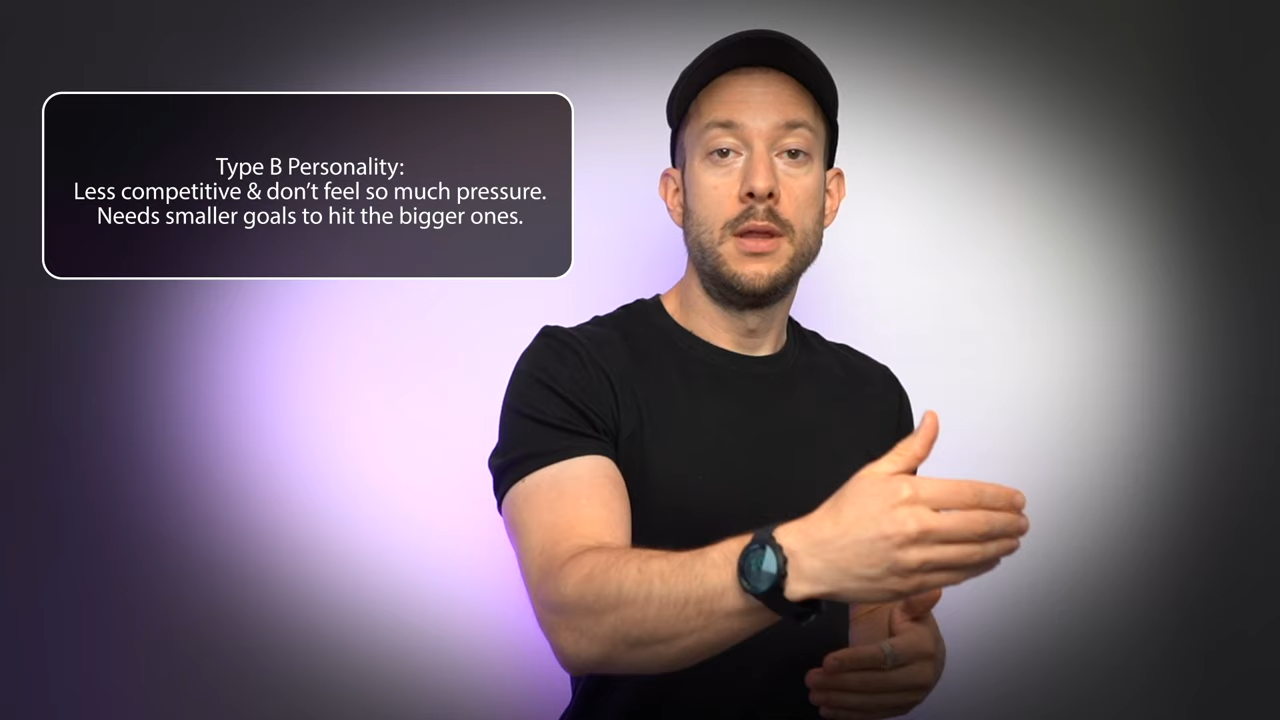 Type B Personality:
Less competitive & don't feel so much pressure.
Needs smaller goals to hit the bigger ones.